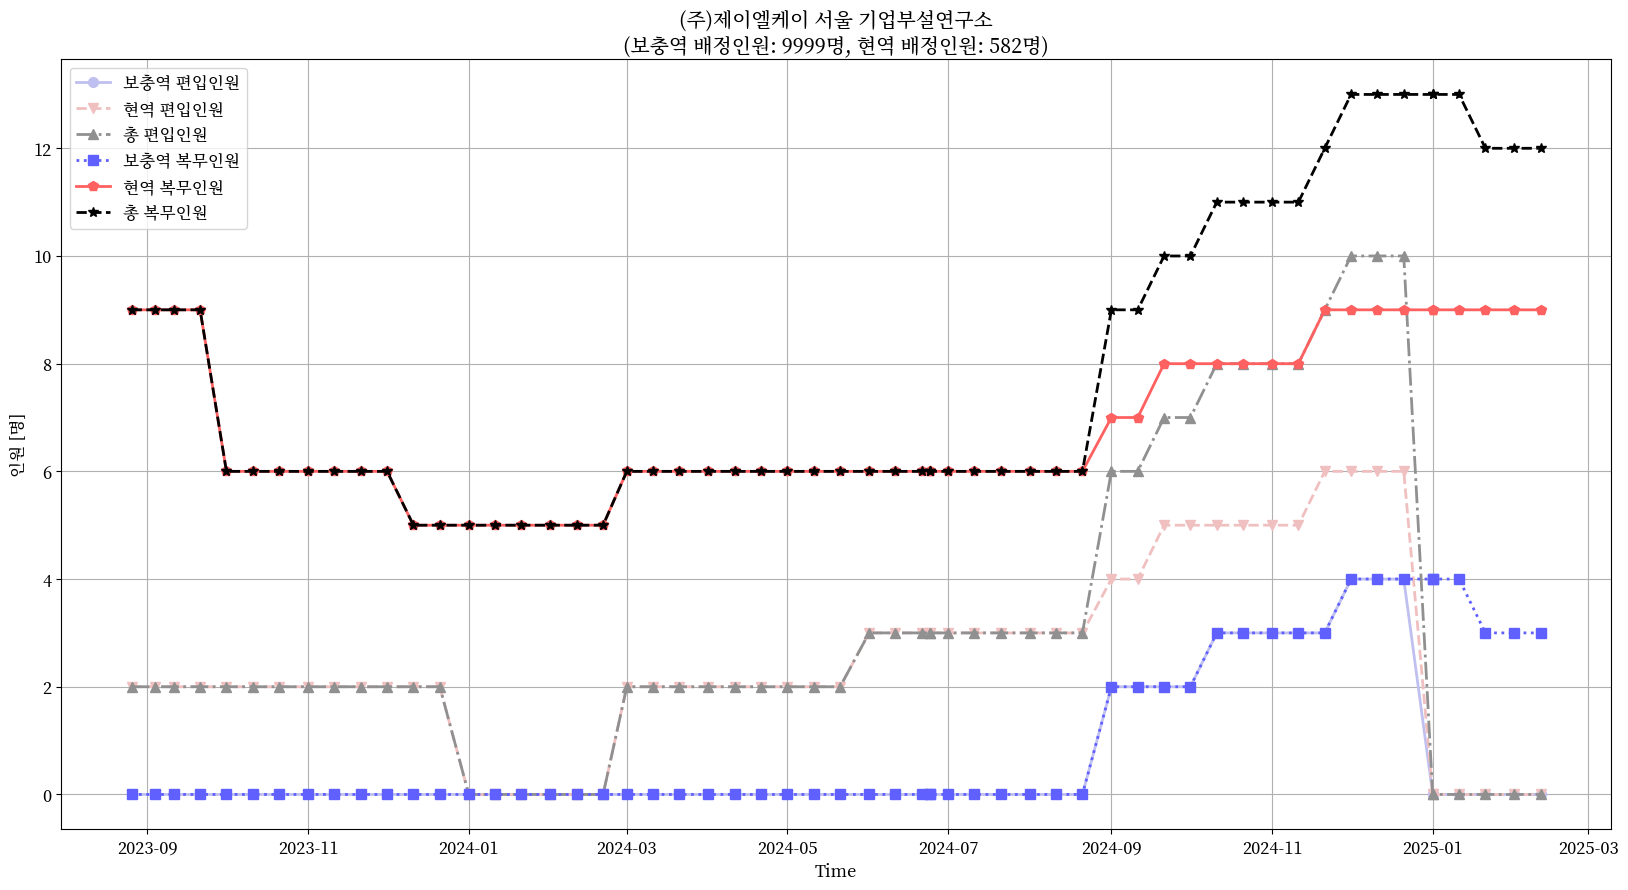 (주)제이엘케이 서울 기업부설연구소
(보충역 배정인원: 9999명, 현역 배정인원: 582명)
보충역 편입인원
현역 편입인원
총 편입인원
보충역 복무인원
현역 복무인원
총 복무인원
인원 [명]
12
10
8
6
4
2
0
2023-09
2023-11
2024-01
2024-03
2024-05
2024-07
2024-09
2024-11
2025-01
2025-03
Time